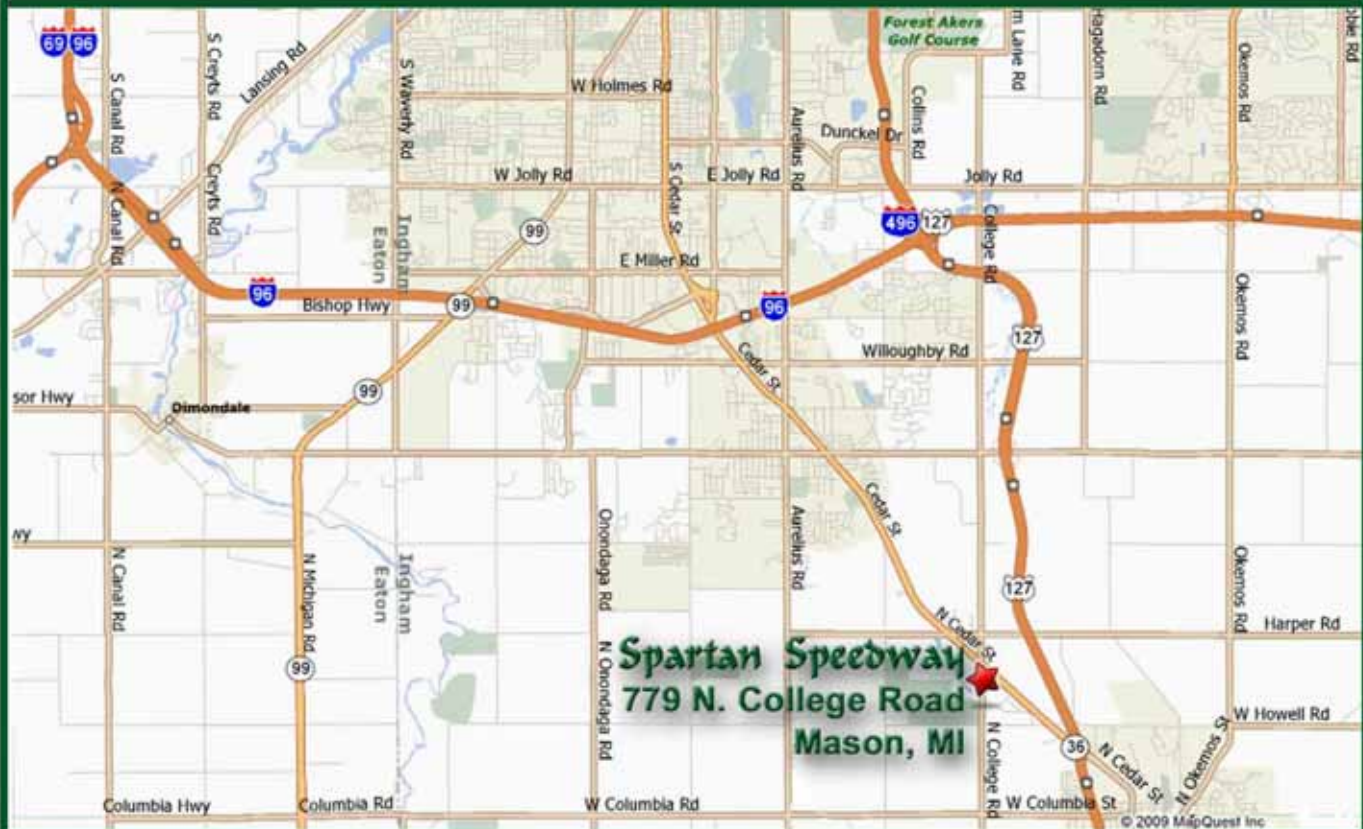 Forest Akers
Golf Course
69 96
S Canal Rd
S Creyts Rd
Lansing Rd
S Waverly Rd
W Holmes Rd
Aurelius Rd
Dunckel Dr
Collins Rd
m Lane Rd
Hagadorn Rd
Okemos Rd
bbie Rd
W Jolly Rd
S Cedar St
E Jolly Rd
Jolly Rd
N Canal Rd
Creyts Rd
Eaton
Ingham
99
496
127
College Rd
E Miller Rd
96
Bishop Hwy
99
96
Okemos Rd
127
Willoughby Rd
Cedar St
99
sor Hwy
Dimondale
Cedar St
wy
N Canal Rd
N Michigan Rd
Eaton
Ingham
Onondaga Rd
Aurelius Rd
Okemos Rd
127
N Cedar St
Harper Rd
99
N Onondaga Rd
Spartan Speedway
779 N. College Road
Mason, MI
N College Rd
36
N Cedar St
N Okemos St
W Howell Rd
Columbia Hwy
Columbia Rd
W Columbia Rd
W Columbia St
© 2009 MapQuest Inc